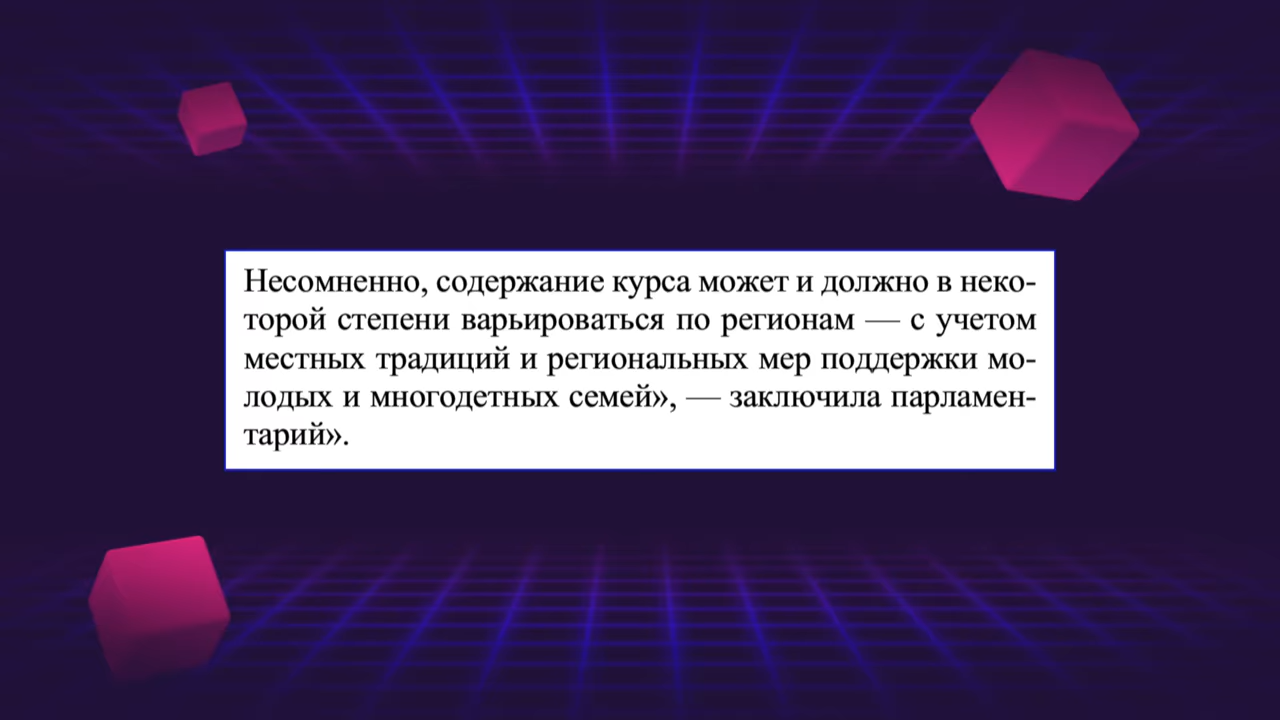 Несомненно, содержание курса может и должно в неко-
торой степени варьироваться по регионам — с учетом
местных традиций и региональных мер поддержки мо-
лодых и многодетных семей», — заключила парламен-
тарий».